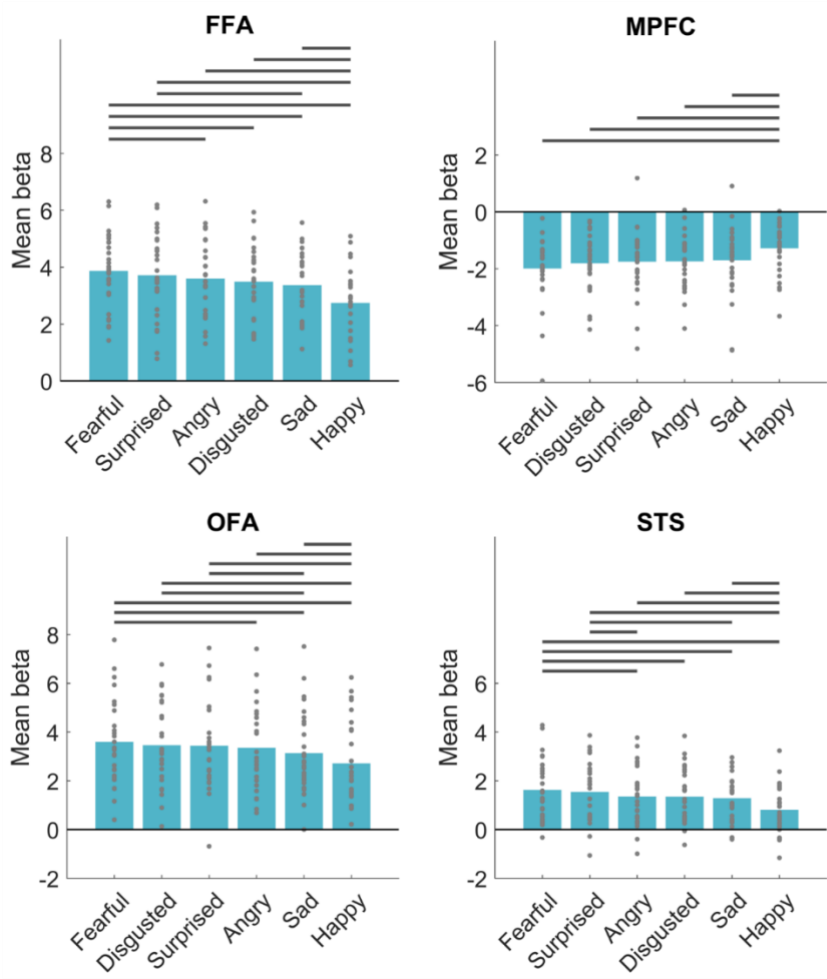 FFA
Mean beta
8
6
4
2
0
Fearful
Surprised
Angry
Disgusted
Sad
Happy
MPFC
Mean beta
2
0
-2
-4
-6
Fearful
Disgusted
Surprised
Angry
Sad
Happy
OFA
Mean beta
8
6
4
2
0
-2
Fearful
Disgusted
Surprised
Angry
Sad
Happy
STS
Mean beta
6
4
2
0
-2
Fearful
Surprised
Angry
Disgusted
Sad
Happy